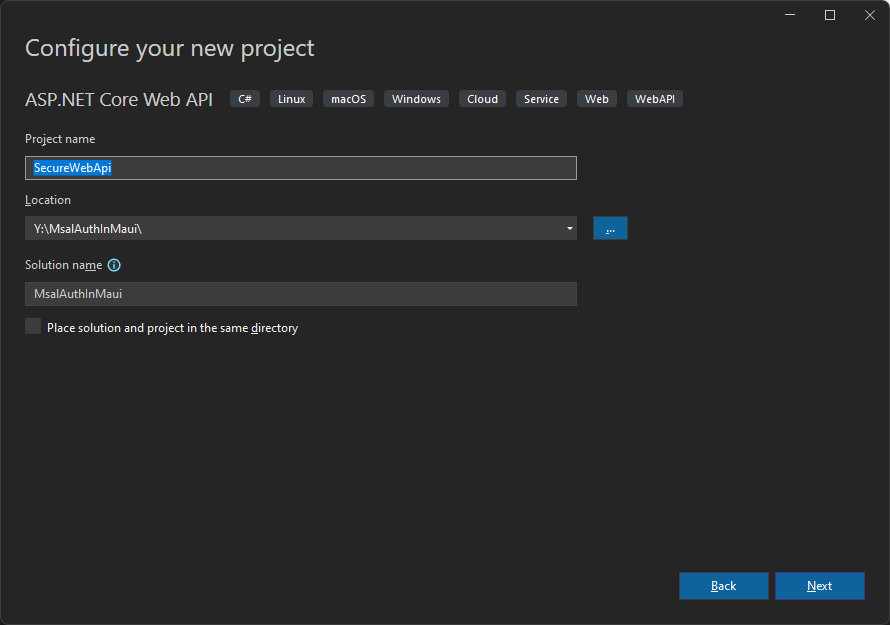 Configure your new project
ASP.NET Core Web API C# Linux macOS Windows Cloud Service Web WebAPI
Project name
SecureWebApi
Location
Y:\MsalAuthInMaui\ ...
Solution name
MsalAuthInMaui
Place solution and project in the same directory
Back Next